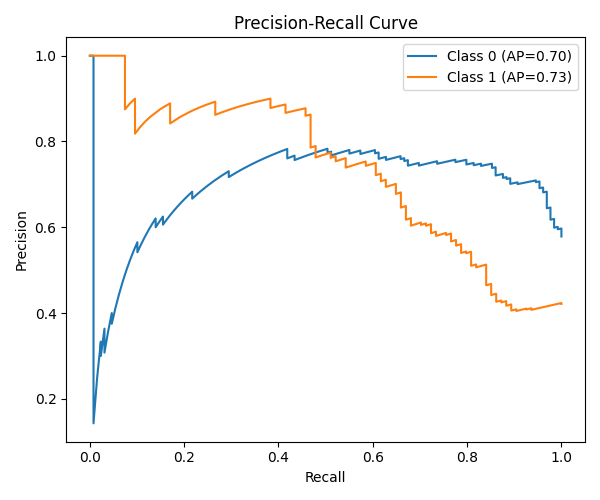 Precision-Recall Curve
Class 0 (AP=0.70)
Class 1 (AP=0.73)
Precision
1.0
0.8
0.6
0.4
0.2
0.0
0.2
0.4
0.6
0.8
1.0
Recall